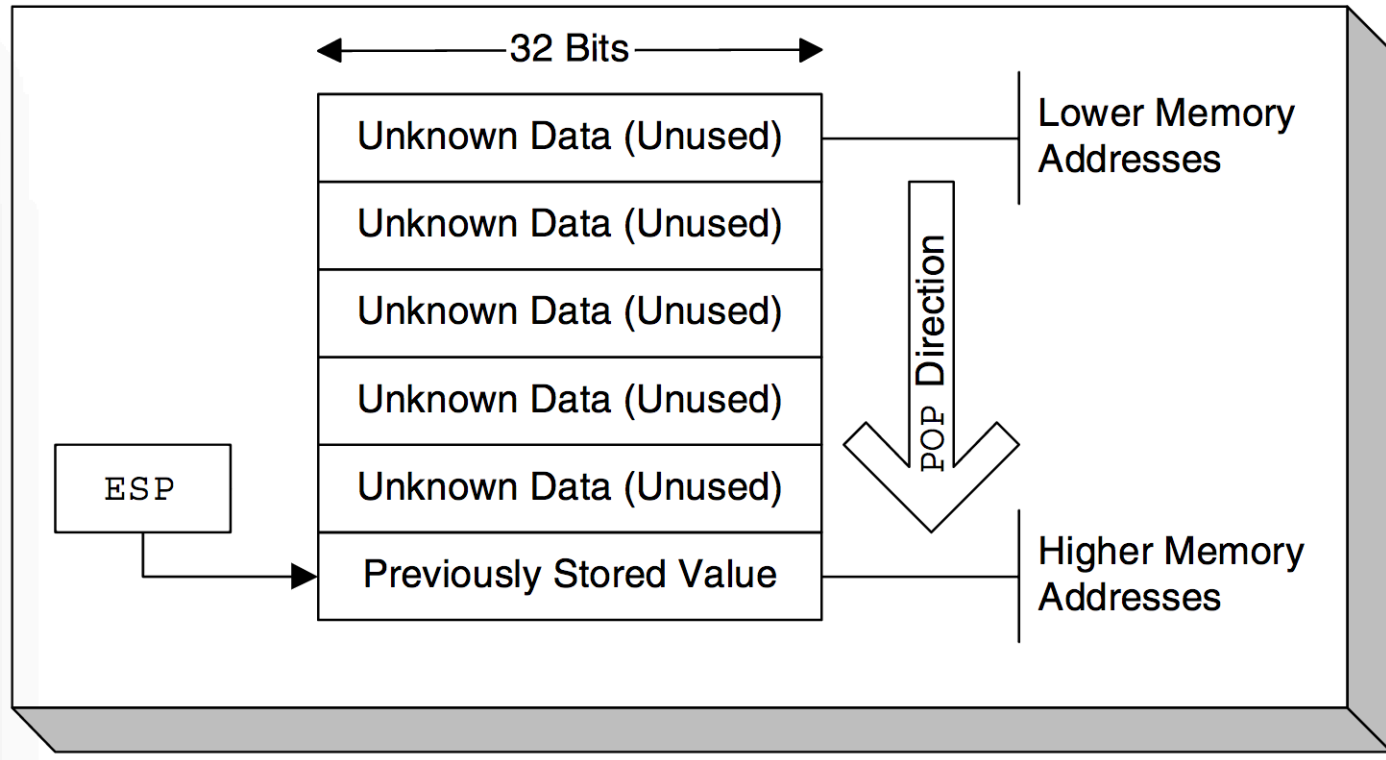 32 Bits
Unknown Data (Unused)
Lower Memory
Addresses
Unknown Data (Unused)
Unknown Data (Unused)
Unknown Data (Unused)
Unknown Data (Unused)
POP Direction
ESP
Previously Stored Value
Higher Memory
Addresses